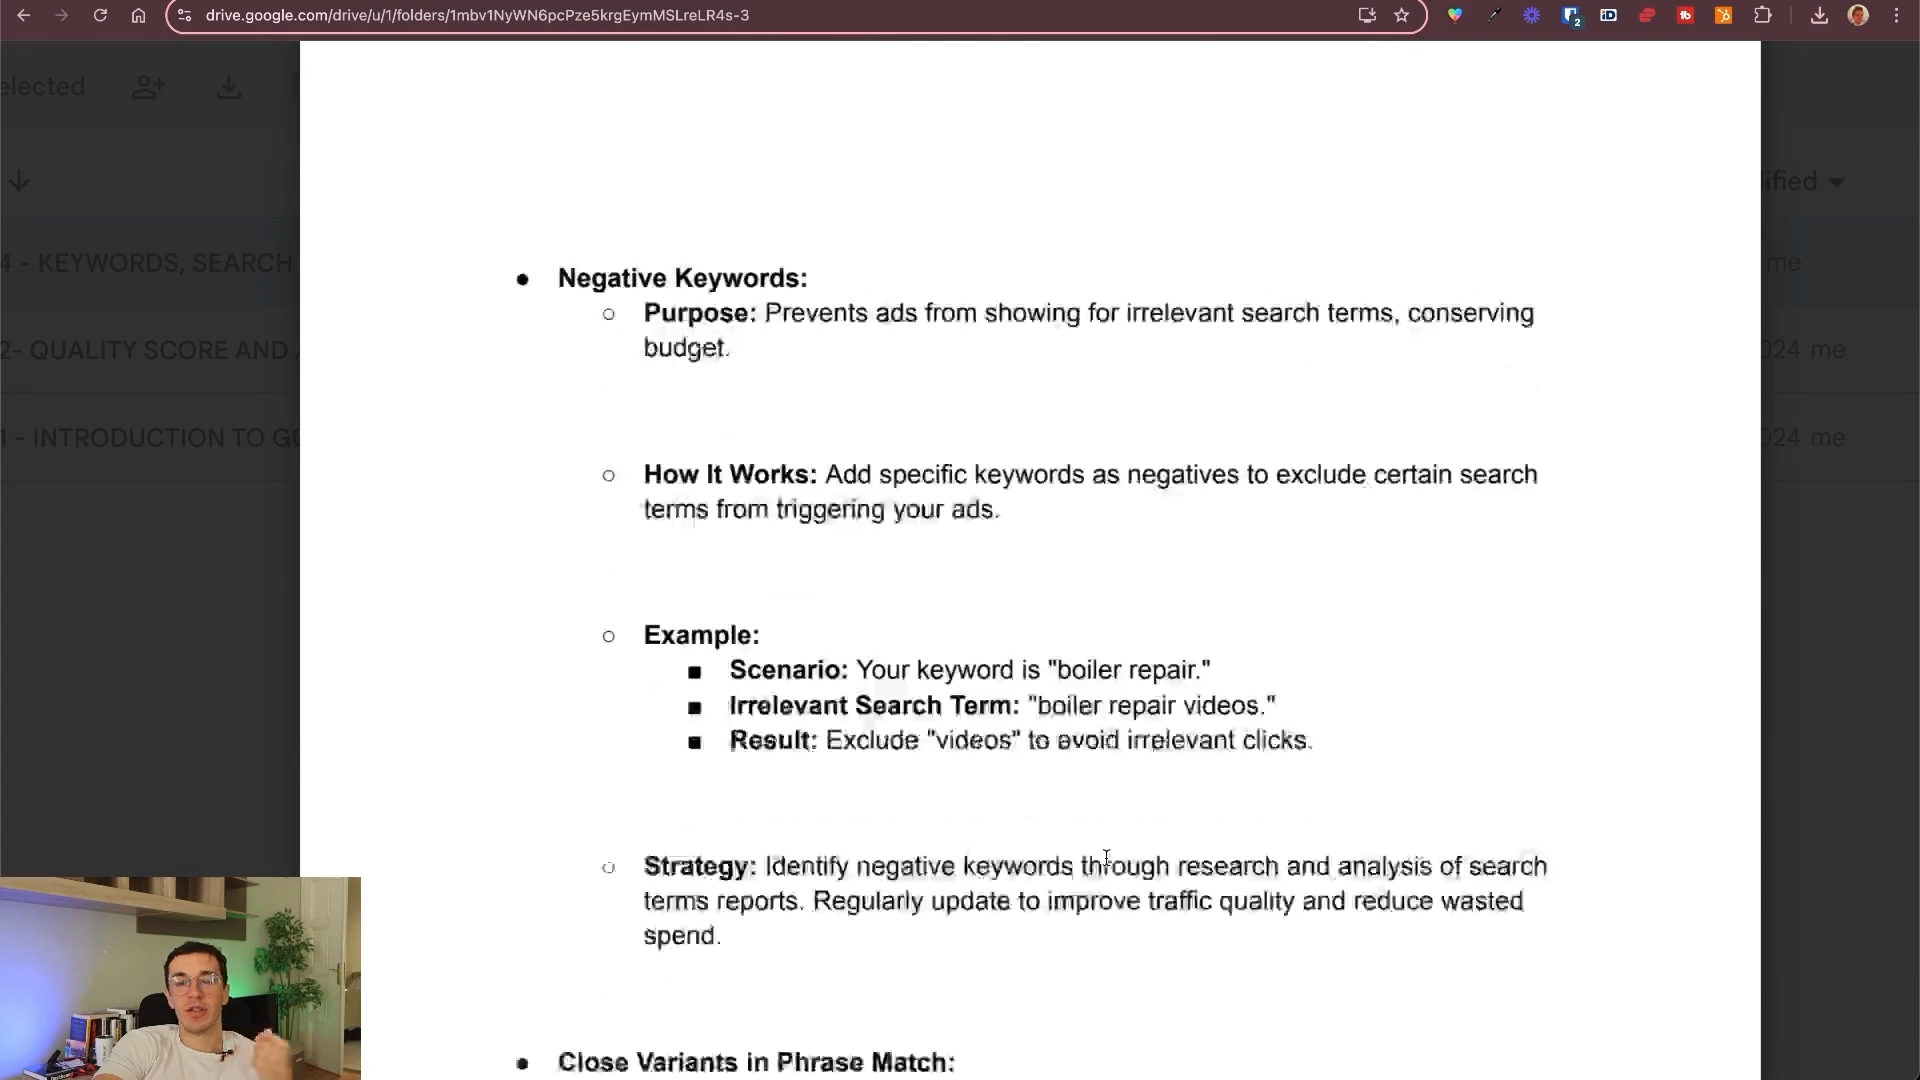 drive.google.com/drive/u/1/folders/1mbv1NyWN6pcPze5krgEymMSLreLR4s-3
2
iD
tb
elected
ified
4 - KEYWORDS, SEARCH
me
2- QUALITY SCORE AND
024 me
1 - INTRODUCTION TO
024 me
● Negative Keywords:
○ Purpose: Prevents ads from showing for irrelevant search terms, conserving
budget.
○ How It Works: Add specific keywords as negatives to exclude certain search
terms from triggering your ads.
○ Example:
■ Scenario: Your keyword is "boiler repair."
■ Irrelevant Search Term: "boiler repair videos."
■ Result: Exclude "videos" to avoid irrelevant clicks.
○ Strategy: Identify negative keywords through research and analysis of search
terms reports. Regularly update to improve traffic quality and reduce wasted
spend.
● Close Variants in Phrase Match: